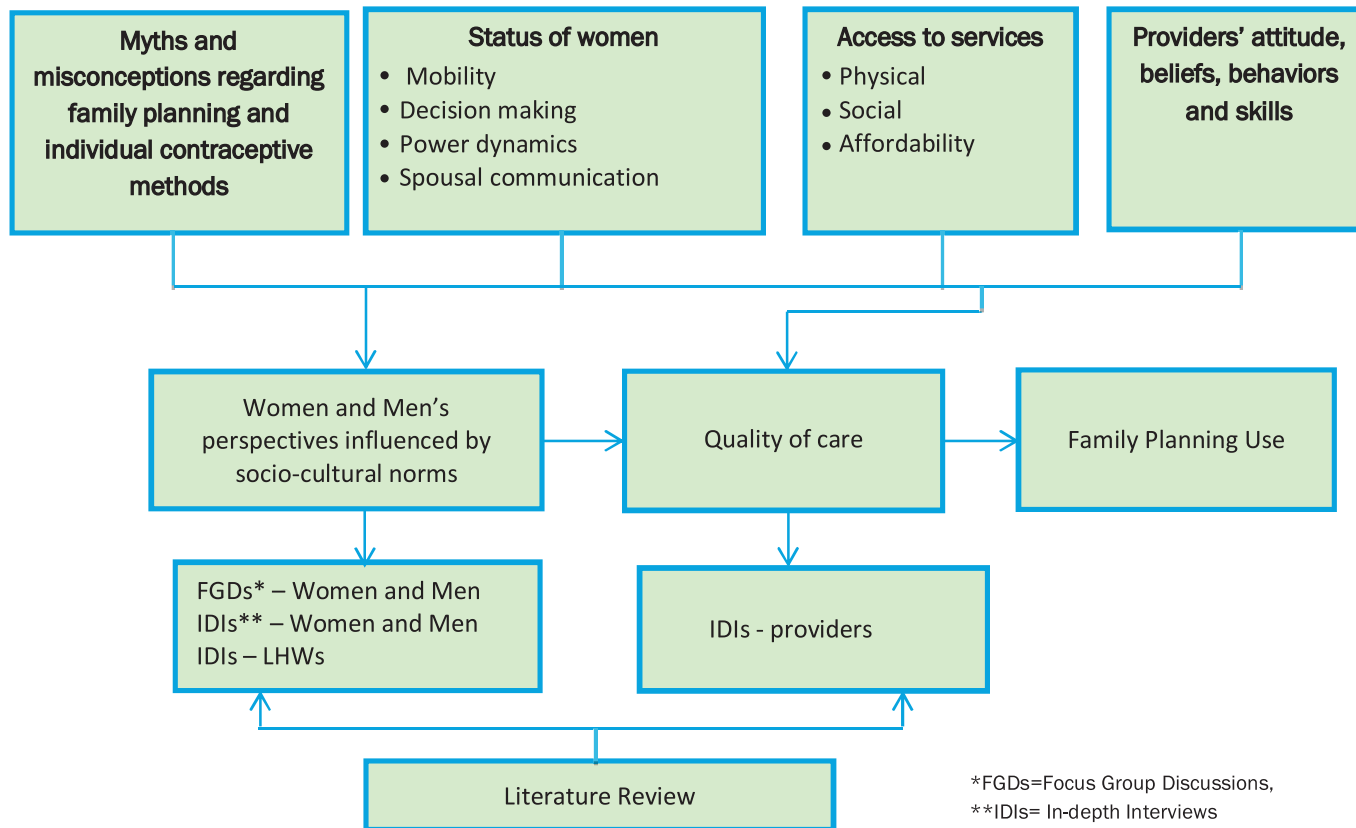 Myths and
misconceptions regarding
family planning and
individual contraceptive
methods
Status of women
• Mobility
• Decision making
• Power dynamics
• Spousal communication
Access to services
• Physical
• Social
• Affordability
Providers’ attitude,
beliefs, behaviors
and skills
Women and Men’s
perspectives influenced by
socio-cultural norms
Quality of care
Family Planning Use
FGDs* – Women and Men
IDIs** – Women and Men
IDIs – LHWs
IDIs - providers
Literature Review
*FGDs=Focus Group Discussions,
**IDIs= In-depth Interviews